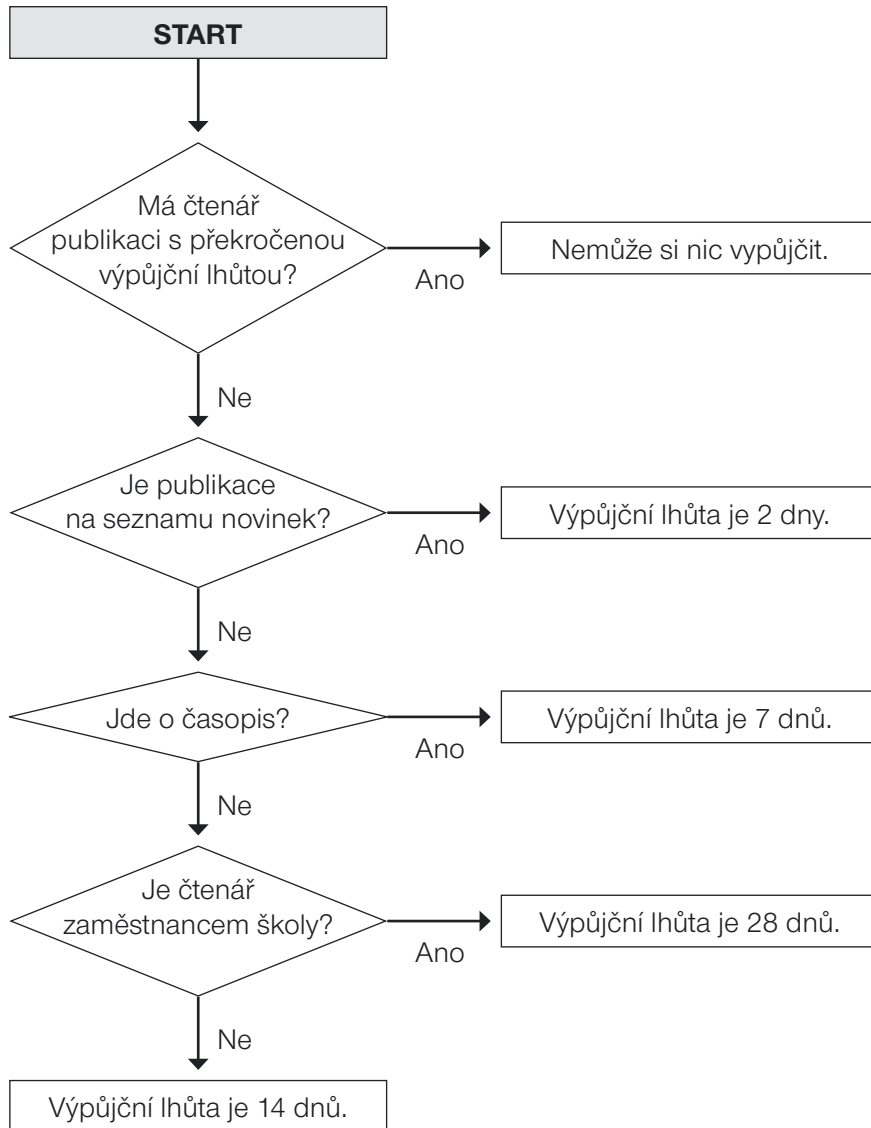 START
Má čtenář
publikaci s překročenou
výpůjční lhůtou?
Ano
Nemůže si nic vypůjčit.
Ne
Je publikace
na seznamu novinek?
Ano
Výpůjční lhůta je 2 dny.
Ne
Jde o časopis?
Ano
Výpůjční lhůta je 7 dnů.
Ne
Je čtenář
zaměstnancem školy?
Ano
Výpůjční lhůta je 28 dnů.
Ne
Výpůjční lhůta je 14 dnů.